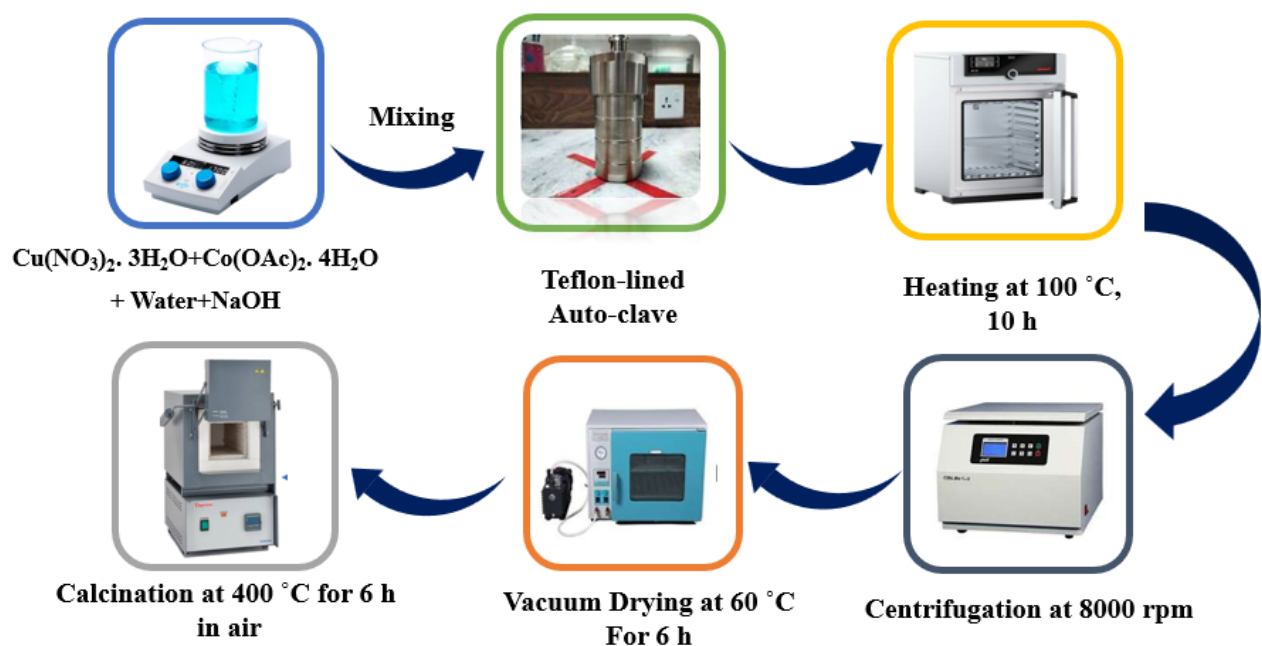 Mixing
Cu(NO₃)₂. 3H₂O+Co(OAc)₂. 4H₂O
+ Water+NaOH
Teflon-lined
Auto-clave
Heating at 100 ˚C,
10 h
Centrifugation at 8000 rpm
Vacuum Drying at 60 ˚C
For 6 h
Calcination at 400 ˚C for 6 h
in air